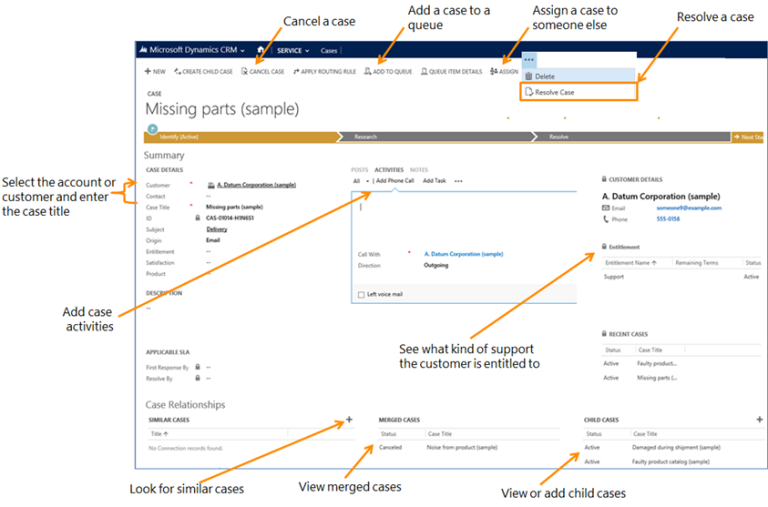 Cancel a case
Add a case to a
queue
Assign a case to
someone else
Resolve a case
Microsoft Dynamics CRM
SERVICE
Cases
NEW
CREATE CHILD CASE
CANCEL CASE
APPLY ROUTING RULE
ADD TO QUEUE
QUEUE ITEM DETAILS
ASSIGN
Delete
Resolve Case
CASE
Missing parts (sample)
Identify (Active)
Research
Resolve
Next Sta
Summary
Select the account or
customer and enter
the case title
CASE DETAILS
Customer * A. Datum Corporation (sample)
Contact --
Case Title * Missing parts (sample)
ID CAS-01014-H1N6S1
Subject Delivery
Origin Email
Entitlement --
Satisfaction --
Product --
DESCRIPTION
--
APPLICABLE SLA
First Response By --
Resolve By --
POSTS ACTIVITIES NOTES
All | Add Phone Call Add Task ...
Call With * A. Datum Corporation (sample)
Direction Outgoing
Left voice mail
CUSTOMER DETAILS
A. Datum Corporation (sample)
Email someone9@example.com
Phone 555-0158
Entitlement
Entitlement Name Remaining Terms Status
Support Active
RECENT CASES
Status Case Title
Active Faulty product...
Active Missing parts (...
Add case
activities
See what kind of support
the customer is entitled to
Case Relationships
SIMILAR CASES
Title
No Connection records found.
MERGED CASES
Status Case Title
Canceled Noise from product (sample)
CHILD CASES
Status Case Title
Active Damaged during shipment (sample)
Active Faulty product catalog (sample)
Look for similar cases
View merged cases
View or add child cases